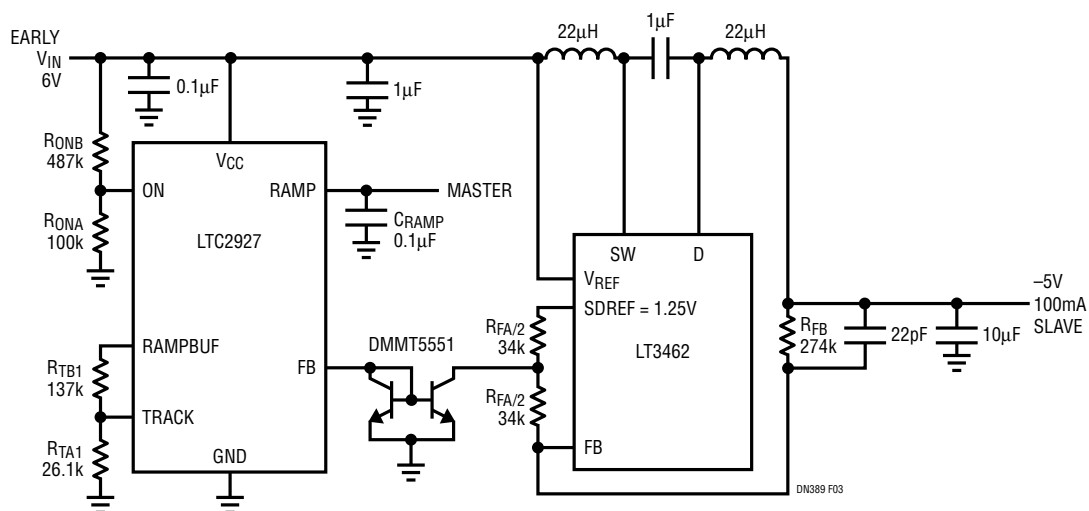 EARLY
VIN
6V
0.1µF
1µF
22µH
1µF
22µH
RONB
487k
RONA
100k
VCC
ON
RAMP
LTC2927
RAMPBUF
FB
TRACK
GND
RTB1
137k
RTA1
26.1k
MASTER
CRAMP
0.1µF
DMMT5551
RFA/2
34k
RFA/2
34k
SW
D
VREF
SDREF = 1.25V
LT3462
FB
RFB
274k
22pF
10µF
–5V
100mA
SLAVE
DN389 F03